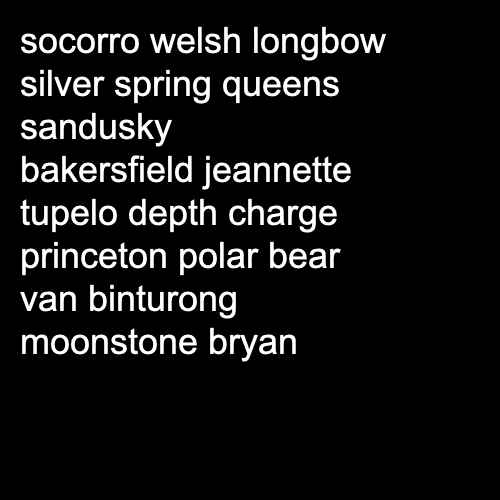 socorro welsh longbow
silver spring queens
sandusky
bakersfield jeannette
tupelo depth charge
princeton polar bear
van binturong
moonstone bryan